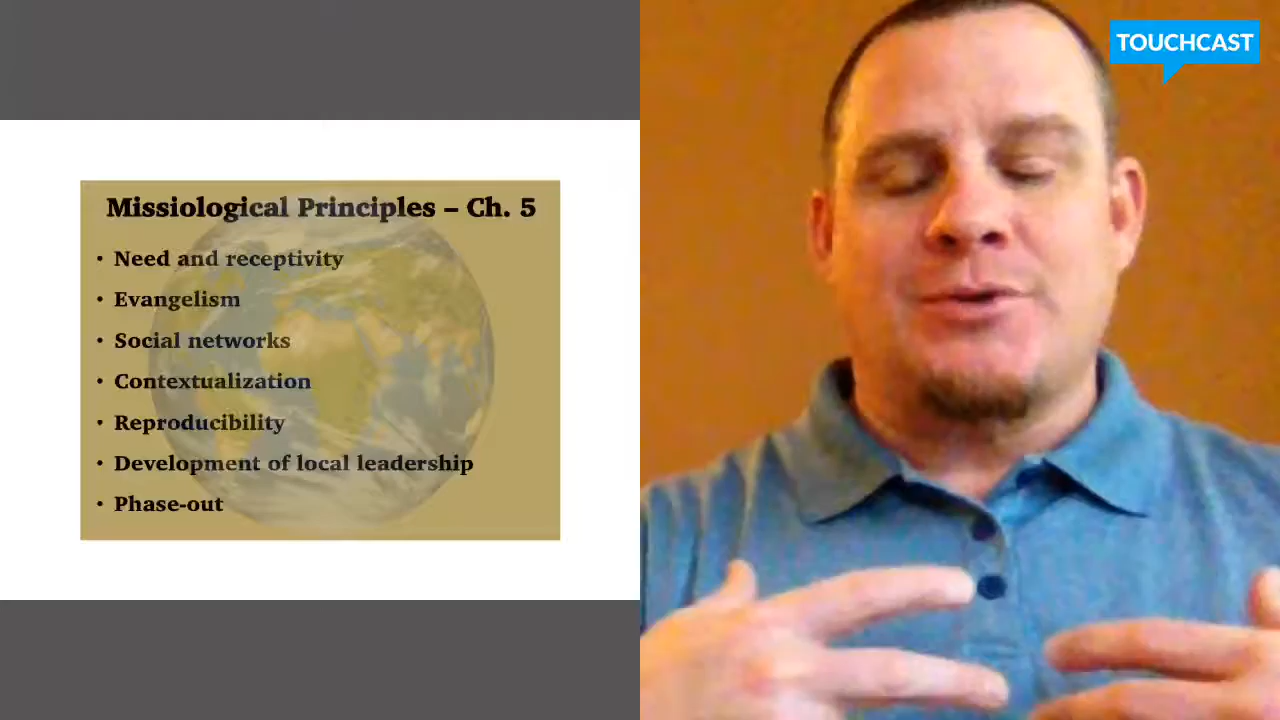 Missiological Principles – Ch. 5
• Need and receptivity
• Evangelism
• Social networks
• Contextualization
• Reproducibility
• Development of local leadership
• Phase-out
TOUCHCAST